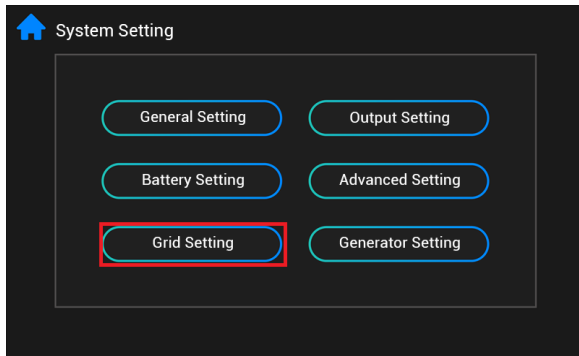 System Setting
General Setting
Output Setting
Battery Setting
Advanced Setting
Grid Setting
Generator Setting